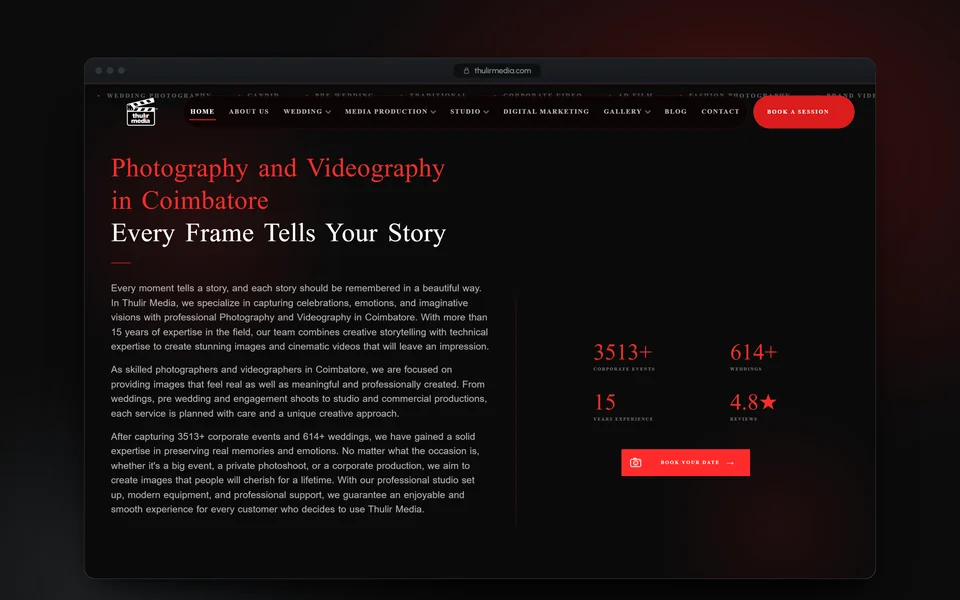 thulirmedia.com
WEDDING PHOTOGRAPHY CANDID PRE WEDDING TRADITIONAL CORPORATE VIDEO AD FILM FASHION PHOTOGRAPHY
thulir
media
HOME ABOUT US WEDDING MEDIA PRODUCTION STUDIO DIGITAL MARKETING GALLERY BLOG CONTACT BOOK A SESSION
Photography and Videography
in Coimbatore
Every Frame Tells Your Story
Every moment tells a story, and each story should be remembered in a beautiful way.
In Thulir Media, we specialize in capturing celebrations, emotions, and imaginative
visions with professional Photography and Videography in Coimbatore. With more than
15 years of expertise in the field, our team combines creative storytelling with technical
expertise to create stunning images and cinematic videos that will leave an impression.
As skilled photographers and videographers in Coimbatore, we are focused on
providing images that feel real as well as meaningful and professionally created. From
weddings, pre wedding and engagement shoots to studio and commercial productions,
each service is planned with care and a unique creative approach.
After capturing 3513+ corporate events and 614+ weddings, we have gained a solid
expertise in preserving real memories and emotions. No matter what the occasion is,
whether it's a big event, a private photoshoot, or a corporate production, we aim to
create images that people will cherish for a lifetime. With our professional studio set
up, modern equipment, and professional support, we guarantee an enjoyable and
smooth experience for every customer who decides to use Thulir Media.
3513+ 614+
CORPORATE EVENTS WEDDINGS
15 4.8★
YEARS EXPERIENCE REVIEWS
BOOK YOUR DATE →